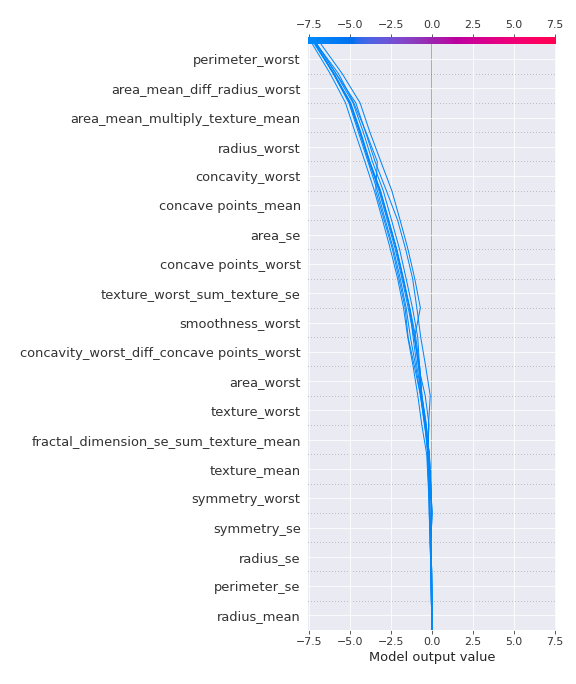 −7.5 −5.0 −2.5 0.0 2.5 5.0 7.5
perimeter_worst
area_mean_diff_radius_worst
area_mean_multiply_texture_mean
radius_worst
concavity_worst
concave points_mean
area_se
concave points_worst
texture_worst_sum_texture_se
smoothness_worst
concavity_worst_diff_concave points_worst
area_worst
texture_worst
fractal_dimension_se_sum_texture_mean
texture_mean
symmetry_worst
symmetry_se
radius_se
perimeter_se
radius_mean
−7.5 −5.0 −2.5 0.0 2.5 5.0 7.5
Model output value